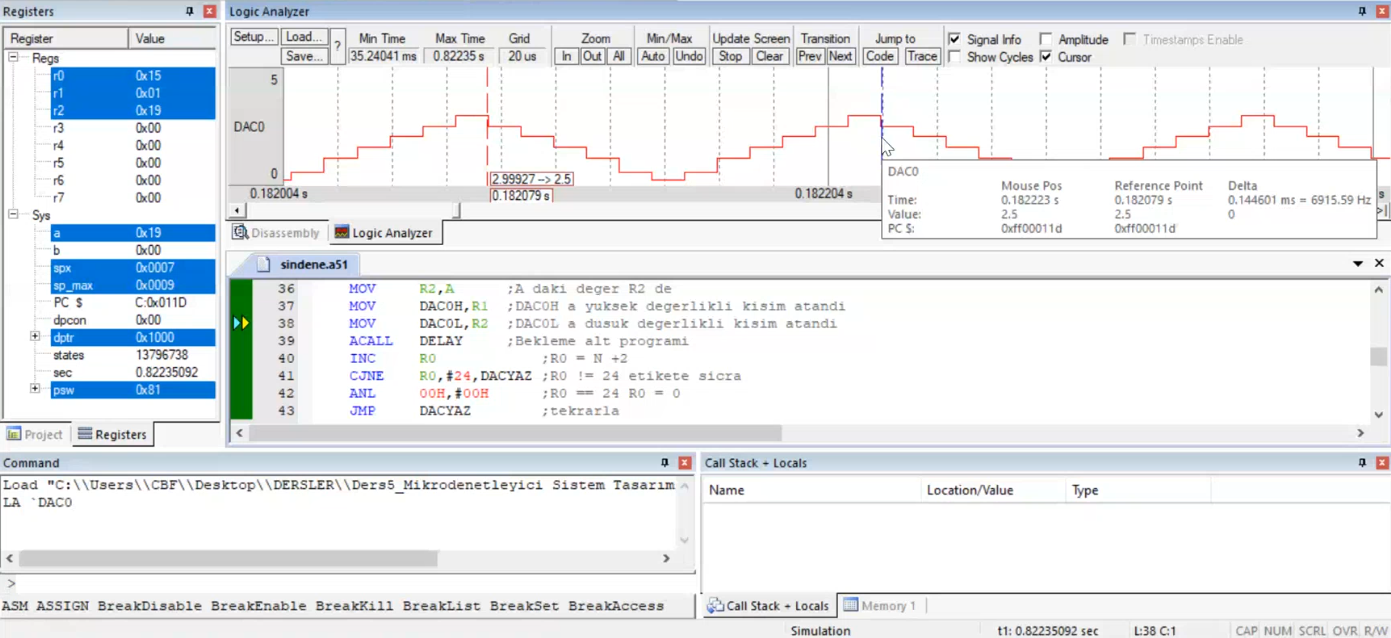 Registers
Register Value
Regs
r0 0x15
r1 0x01
r2 0x19
r3 0x00
r4 0x00
r5 0x00
r6 0x00
r7 0x00
Sys
a 0x19
b 0x00
spx 0x0007
sp_max 0x0009
PC $ C:0x011D
dpcon 0x00
dptr 0x1000
states 13796738
sec 0.82235092
psw 0x81
Project Registers
Logic Analyzer
Setup... Load... ? Min Time Max Time Grid Zoom Min/Max Update Screen Transition Jump to Signal Info Amplitude Timestamps Enable
Save... 35.24041 ms 0.82235 s 20 us In Out All Auto Undo Stop Clear Prev Next Code Trace Show Cycles Cursor
5
DAC0
0
2.99927 --> 2.5
0.182004 s 0.182079 s 0.182204 s s
DAC0
Mouse Pos Reference Point Delta
Time: 0.182223 s 0.182079 s 0.144601 ms = 6915.59 Hz
Value: 2.5 2.5 0
PC $: 0xff00011d 0xff00011d
Disassembly Logic Analyzer
sindene.a51
36 MOV R2,A ;A daki deger R2 de
37 MOV DAC0H,R1 ;DAC0H a yuksek degerlikli kisim atandi
38 MOV DAC0L,R2 ;DAC0L a dusuk degerlikli kisim atandi
39 ACALL DELAY ;Bekleme alt programi
40 INC R0 ;R0 = N +2
41 CJNE R0,#24,DACYAZ ;R0 != 24 etikete sicra
42 ANL 00H,#00H ;R0 == 24 R0 = 0
43 JMP DACYAZ ;tekrarla
Command
Load "C:\\Users\\CBF\\Desktop\\DERSLER\\Ders5_Mikrodenetleyici Sistem Tasarım
LA `DAC0
>
ASM ASSIGN BreakDisable BreakEnable BreakKill BreakList BreakSet BreakAccess
Call Stack + Locals
Name Location/Value Type
Call Stack + Locals Memory 1
Simulation t1: 0.82235092 sec L:38 C:1 CAP NUM SCRL OVR R/W